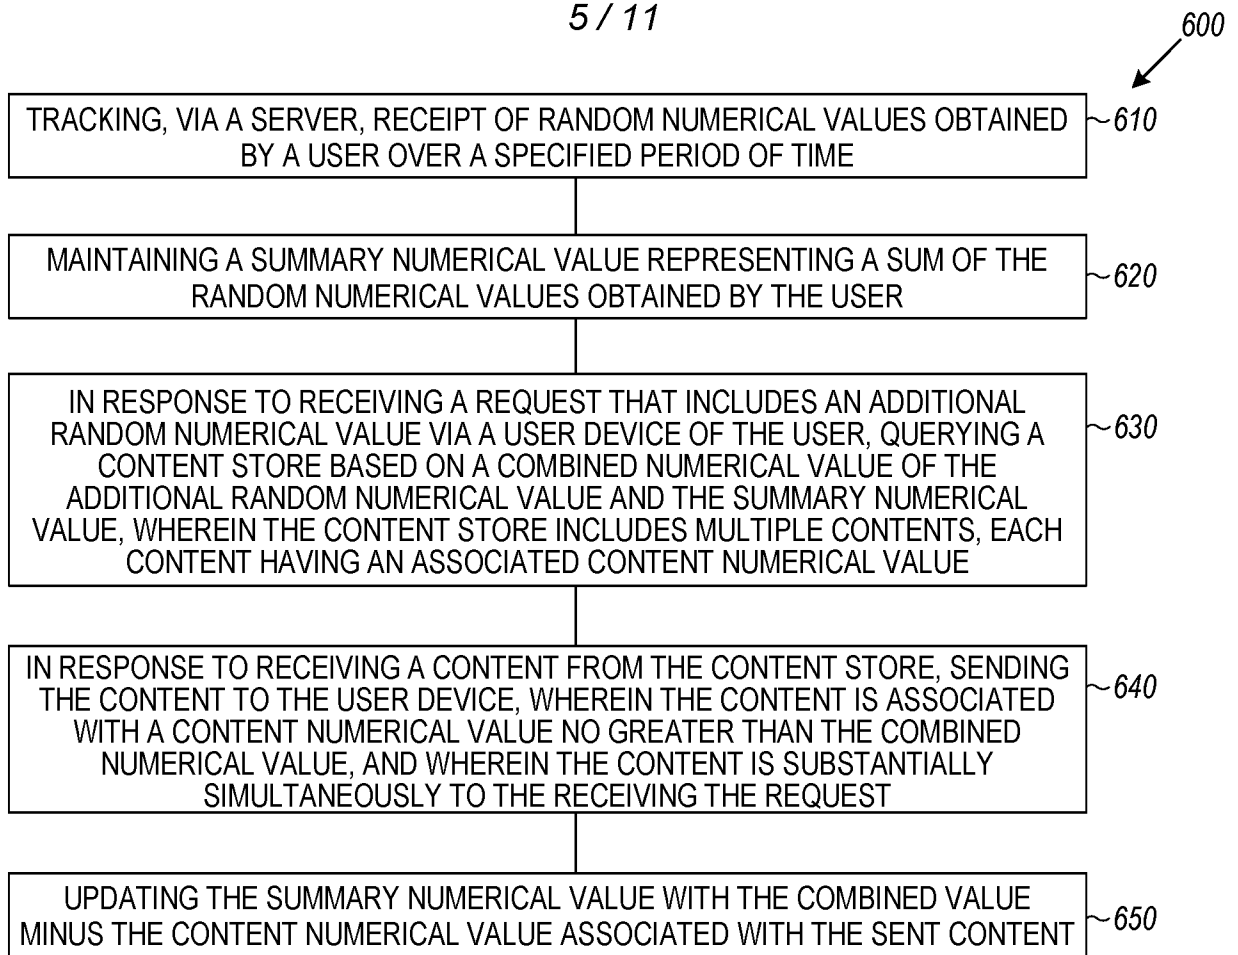 5 / 11
600
TRACKING, VIA A SERVER, RECEIPT OF RANDOM NUMERICAL VALUES OBTAINED
BY A USER OVER A SPECIFIED PERIOD OF TIME
610
MAINTAINING A SUMMARY NUMERICAL VALUE REPRESENTING A SUM OF THE
RANDOM NUMERICAL VALUES OBTAINED BY THE USER
620
IN RESPONSE TO RECEIVING A REQUEST THAT INCLUDES AN ADDITIONAL
RANDOM NUMERICAL VALUE VIA A USER DEVICE OF THE USER, QUERYING A
CONTENT STORE BASED ON A COMBINED NUMERICAL VALUE OF THE
ADDITIONAL RANDOM NUMERICAL VALUE AND THE SUMMARY NUMERICAL
VALUE, WHEREIN THE CONTENT STORE INCLUDES MULTIPLE CONTENTS, EACH
CONTENT HAVING AN ASSOCIATED CONTENT NUMERICAL VALUE
630
IN RESPONSE TO RECEIVING A CONTENT FROM THE CONTENT STORE, SENDING
THE CONTENT TO THE USER DEVICE, WHEREIN THE CONTENT IS ASSOCIATED
WITH A CONTENT NUMERICAL VALUE NO GREATER THAN THE COMBINED
NUMERICAL VALUE, AND WHEREIN THE CONTENT IS SUBSTANTIALLY
SIMULTANEOUSLY TO THE RECEIVING THE REQUEST
640
UPDATING THE SUMMARY NUMERICAL VALUE WITH THE COMBINED VALUE
MINUS THE CONTENT NUMERICAL VALUE ASSOCIATED WITH THE SENT CONTENT
650